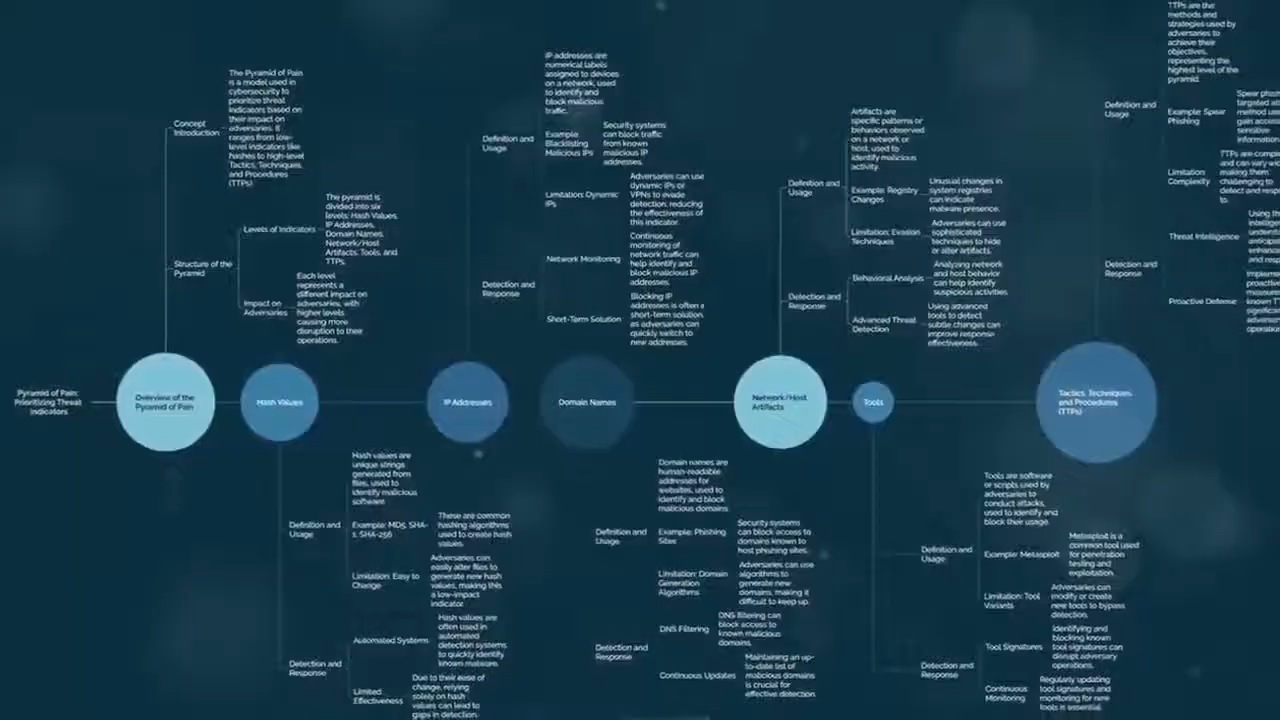 Pyramid of Pain:
Prioritizing Threat
Indicators
Overview of the
Pyramid of Pain
Concept
Introduction
The Pyramid of Pain
is a model used in
cybersecurity to
prioritize threat
indicators based on
their impact on
adversaries. It
ranges from low-
level indicators like
hashes to high-level
Tactics, Techniques,
and Procedures
(TTPs).
Structure of the
Pyramid
Levels of Indicators
The pyramid is
divided into six
levels: Hash Values,
IP Addresses,
Domain Names,
Network/Host
Artifacts, Tools, and
TTPs.
Impact on
Adversaries
Each level
represents a
different impact on
adversaries, with
higher levels
causing more
disruption to their
operations.
Hash Values
Definition and
Usage
Hash values are
unique strings
generated from
files, used to
identify malicious
software.
Example: MD5, SHA-
1, SHA-256
These are common
hashing algorithms
used to create hash
values.
Limitation: Easy to
Change
Adversaries can
easily alter files to
generate new hash
values, making this
a low-impact
indicator.
Detection and
Response
Automated Systems
Hash values are
often used in
automated
detection systems
to quickly identify
known malware.
Limited
Effectiveness
Due to their ease of
change, relying
solely on hash
values can lead to
gaps in detection.
IP Addresses
Definition and
Usage
IP addresses are
numerical labels
assigned to devices
on a network, used
to identify and
block malicious
traffic.
Example:
Blacklisting
Malicious IPs
Security systems
can block traffic
from known
malicious IP
addresses.
Limitation: Dynamic
IPs
Adversaries can use
dynamic IPs or
VPNs to evade
detection, reducing
the effectiveness of
this indicator.
Detection and
Response
Network Monitoring
Continuous
monitoring of
network traffic can
help identify and
block malicious IP
addresses.
Short-Term Solution
Blocking IP
addresses is often a
short-term solution,
as adversaries can
quickly switch to
new addresses.
Domain Names
Definition and
Usage
Domain names are
human-readable
addresses for
websites, used to
identify and block
malicious domains.
Example: Phishing
Sites
Security systems
can block access to
domains known to
host phishing sites.
Limitation: Domain
Generation
Algorithms
Adversaries can use
algorithms to
generate new
domains, making it
difficult to keep up.
Detection and
Response
DNS Filtering
DNS filtering can
block access to
known malicious
domains.
Continuous Updates
Maintaining an up-
to-date list of
malicious domains
is crucial for
effective detection.
Network/Host
Artifacts
Definition and
Usage
Artifacts are
specific patterns or
behaviors observed
on a network or
host, used to
identify malicious
activity.
Example: Registry
Changes
Unusual changes in
system registries
can indicate
malware presence.
Limitation: Evasion
Techniques
Adversaries can use
sophisticated
techniques to hide
or alter artifacts.
Detection and
Response
Behavioral Analysis
Analyzing network
and host behavior
can help identify
suspicious activities.
Advanced Threat
Detection
Using advanced
tools to detect
subtle changes can
improve response
effectiveness.
Tools
Definition and
Usage
Tools are software
or scripts used by
adversaries to
conduct attacks,
used to identify and
block their usage.
Example: Metasploit
Metasploit is a
common tool used
for penetration
testing and
exploitation.
Limitation: Tool
Variants
Adversaries can
modify or create
new tools to bypass
detection.
Detection and
Response
Tool Signatures
Identifying and
blocking known
tool signatures can
disrupt adversary
operations.
Continuous
Monitoring
Regularly updating
tool signatures and
monitoring for new
tools is essential.
Tactics, Techniques,
and Procedures
(TTPs)
Definition and
Usage
TTPs are the
methods and
strategies used by
adversaries to
achieve their
objectives,
representing the
highest level of the
pyramid.
Example: Spear
Phishing
Spear
targeted
method
gain
sensitive
information
Limitation:
Complexity
TTPs are
and can
making them
challenging to
detect and
to.
Detection and
Response
Threat Intelligence
Using
and
Proactive Defense
known